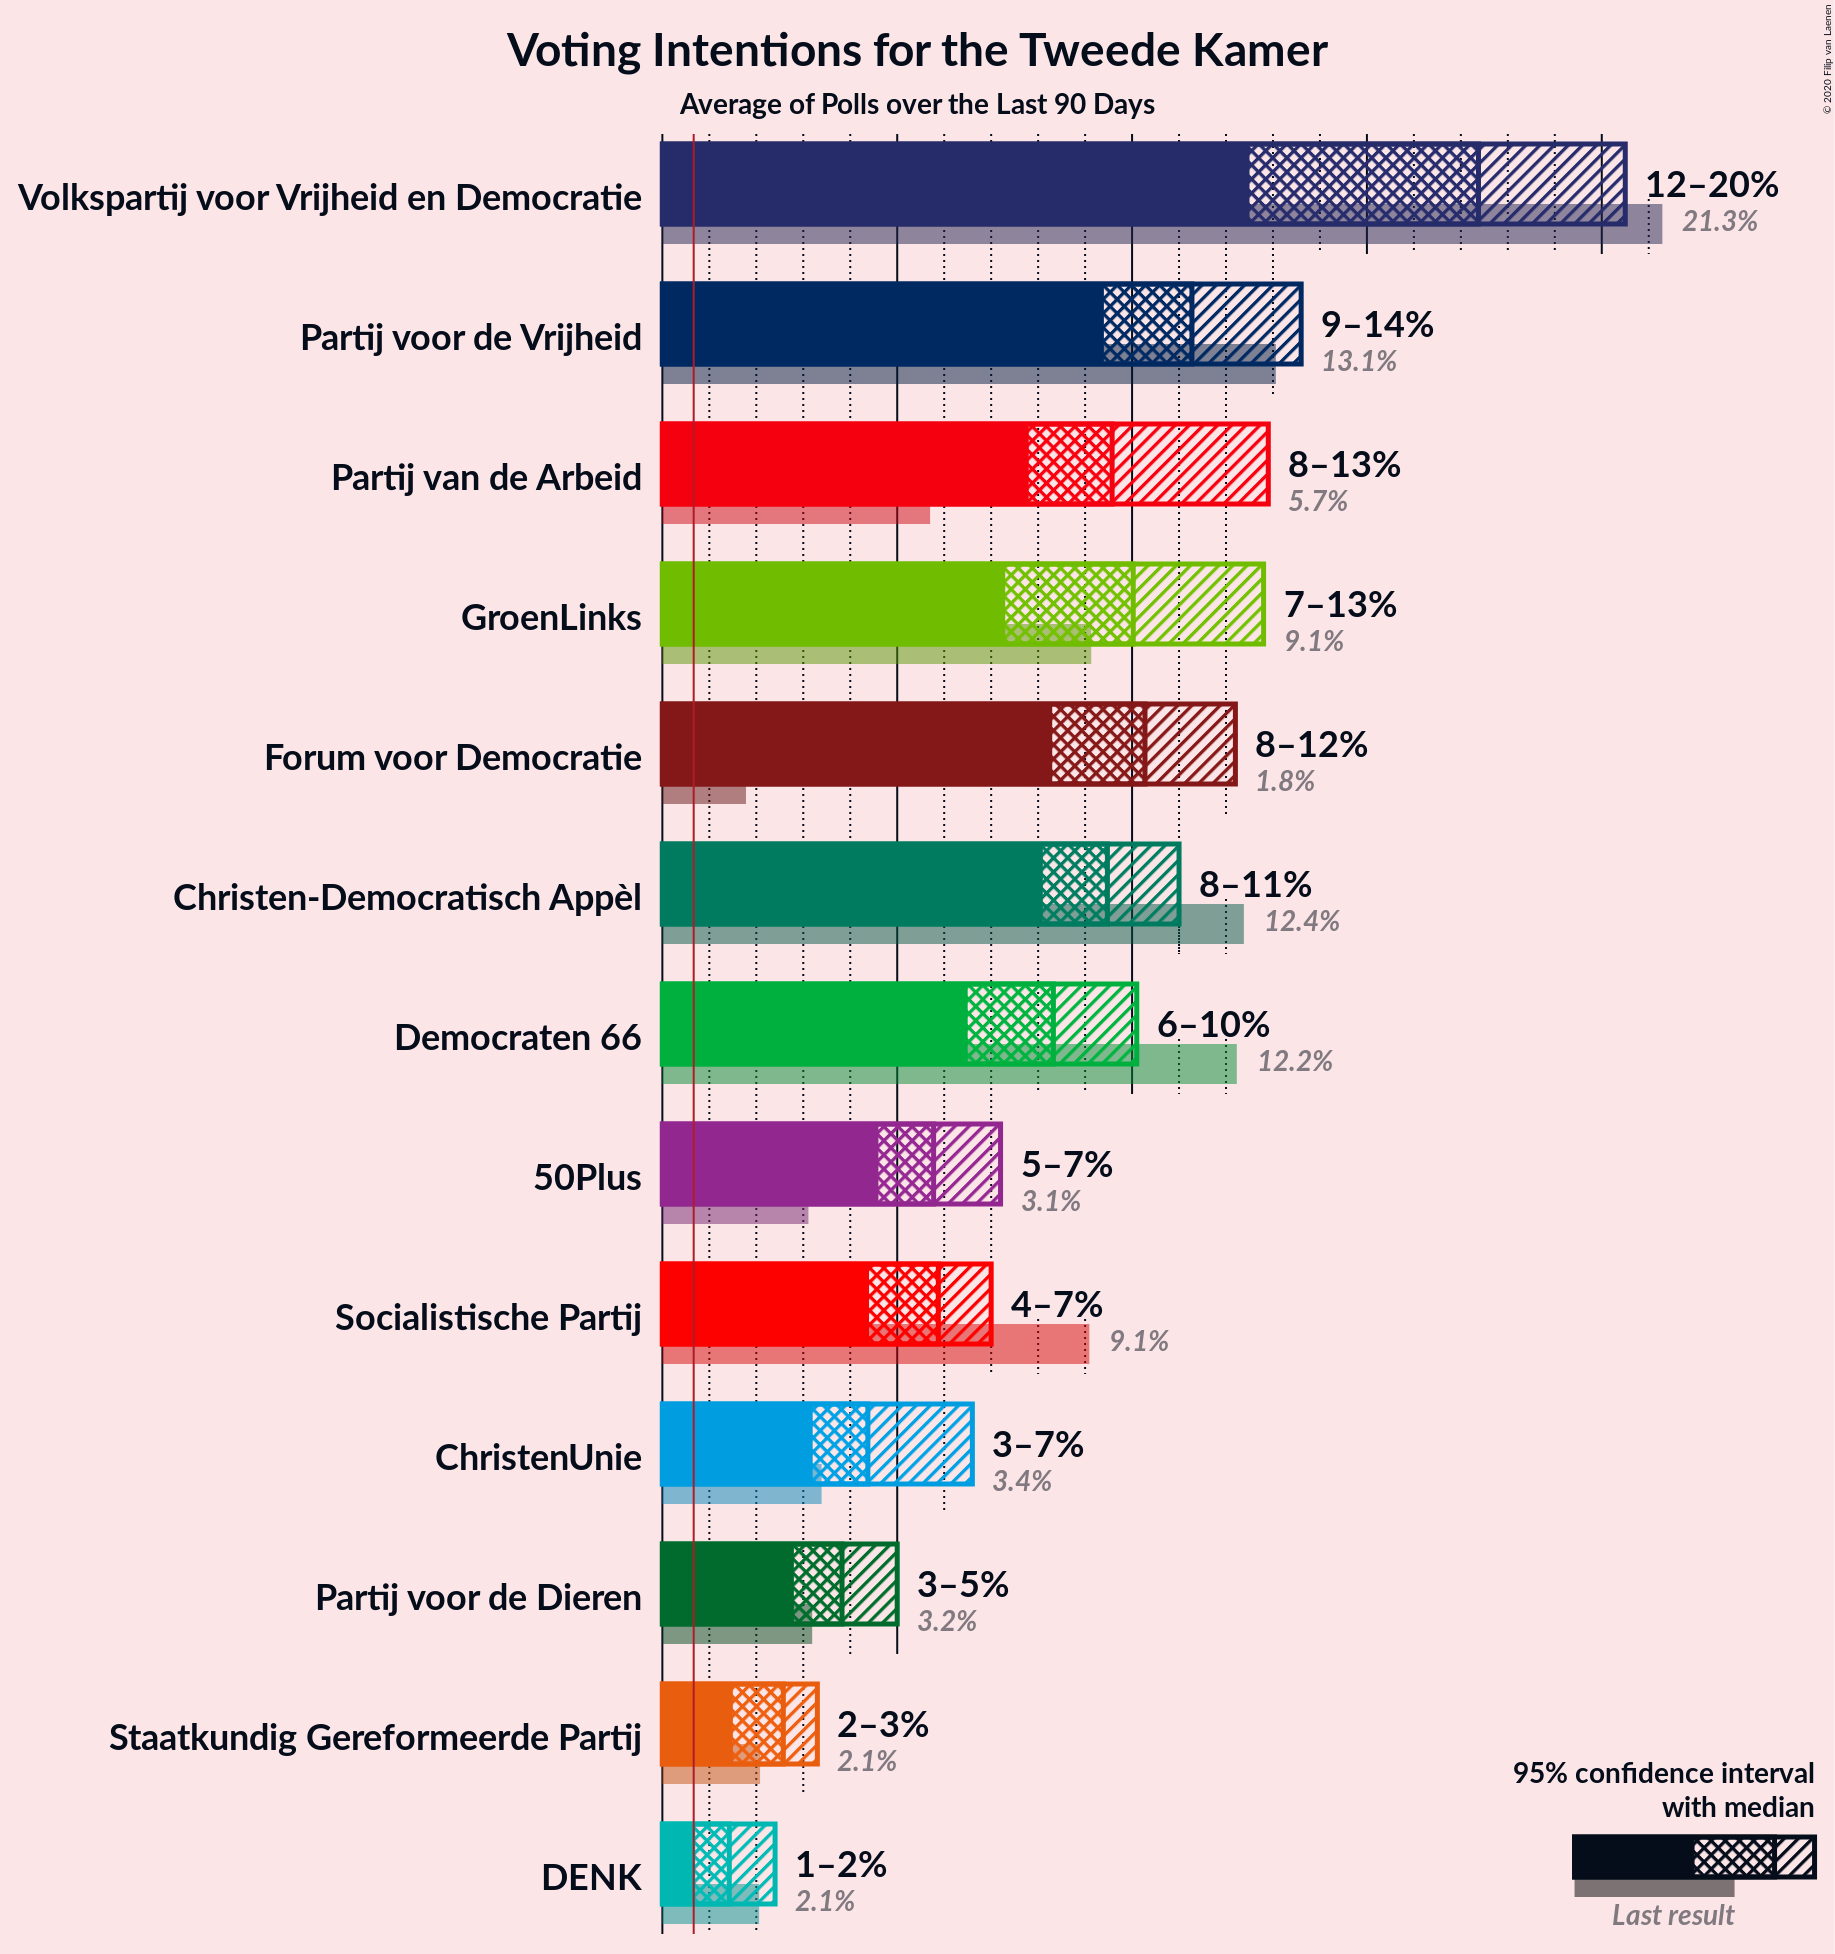 Voting Intentions for the Tweede Kamer
Average of Polls over the Last 90 Days
© 2020 Filip van Laenen
Volkspartij voor Vrijheid en Democratie
12–20%
21.3%
Partij voor de Vrijheid
9–14%
13.1%
Partij van de Arbeid
8–13%
5.7%
GroenLinks
7–13%
9.1%
Forum voor Democratie
8–12%
1.8%
Christen-Democratisch Appèl
8–11%
12.4%
Democraten 66
6–10%
12.2%
50Plus
5–7%
3.1%
Socialistische Partij
4–7%
9.1%
ChristenUnie
3–7%
3.4%
Partij voor de Dieren
3–5%
3.2%
Staatkundig Gereformeerde Partij
2–3%
2.1%
DENK
1–2%
2.1%
95% confidence interval
with median
Last result